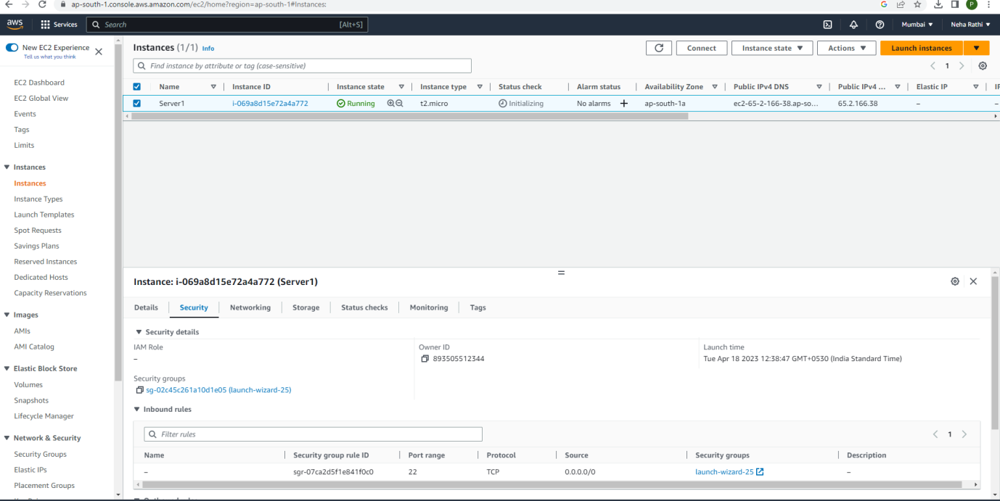 ap-south-1.console.aws.amazon.com/ec2/home?region=ap-south-1#Instances:
P
aws Services Search [Alt+S] Mumbai Neha Rathi
New EC2 Experience
Tell us what you think
EC2 Dashboard
EC2 Global View
Events
Tags
Limits
Instances
Instances
Instance Types
Launch Templates
Spot Requests
Savings Plans
Reserved Instances
Dedicated Hosts
Capacity Reservations
Images
AMIs
AMI Catalog
Elastic Block Store
Volumes
Snapshots
Lifecycle Manager
Network & Security
Security Groups
Elastic IPs
Placement Groups
Instances (1/1) Info
Connect Instance state Actions Launch instances
Find instance by attribute or tag (case-sensitive)
1
Name Instance ID Instance state Instance type Status check Alarm status Availability Zone Public IPv4 DNS Public IPv4 ... Elastic IP
Server1 i-069a8d15e72a4a772 Running t2.micro Initializing No alarms + ap-south-1a ec2-65-2-166-38.ap-so... 65.2.166.38 –
Instance: i-069a8d15e72a4a772 (Server1)
Details Security Networking Storage Status checks Monitoring Tags
Security details
IAM Role Owner ID Launch time
– 893505512344 Tue Apr 18 2023 12:38:47 GMT+0530 (India Standard Time)
Security groups
sg-02c45c261a10d1e05 (launch-wizard-25)
Inbound rules
Filter rules
1
Name Security group rule ID Port range Protocol Source Security groups Description
– sgr-07ca2d5f1e841f0c0 22 TCP 0.0.0.0/0 launch-wizard-25 –